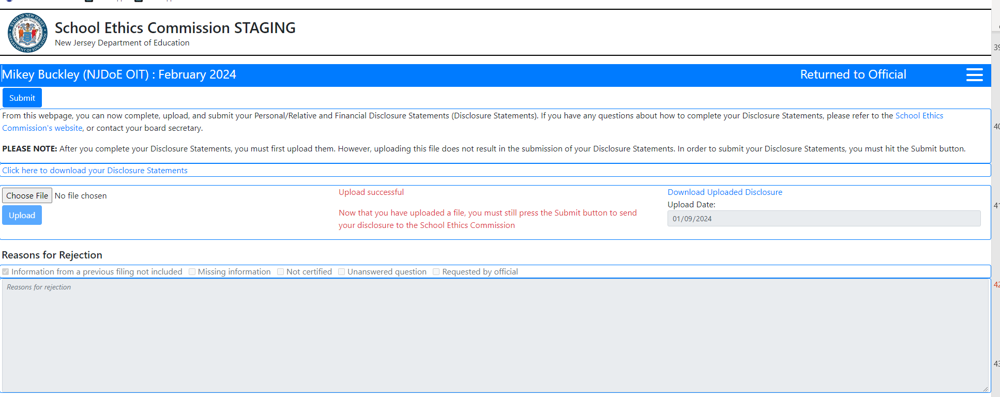 School Ethics Commission STAGING
New Jersey Department of Education
Mikey Buckley (NJDoE OIT) : February 2024
Returned to Official
Submit
From this webpage, you can now complete, upload, and submit your Personal/Relative and Financial Disclosure Statements (Disclosure Statements). If you have any questions about how to complete your Disclosure Statements, please refer to the School Ethics
Commission's website, or contact your board secretary.
PLEASE NOTE: After you complete your Disclosure Statements, you must first upload them. However, uploading this file does not result in the submission of your Disclosure Statements. In order to submit your Disclosure Statements, you must hit the Submit button.
Click here to download your Disclosure Statements
Choose File No file chosen
Upload
Upload successful
Now that you have uploaded a file, you must still press the Submit button to send
your disclosure to the School Ethics Commission
Download Uploaded Disclosure
Upload Date:
01/09/2024
Reasons for Rejection
Information from a previous filing not included Missing information Not certified Unanswered question Requested by official
Reasons for rejection